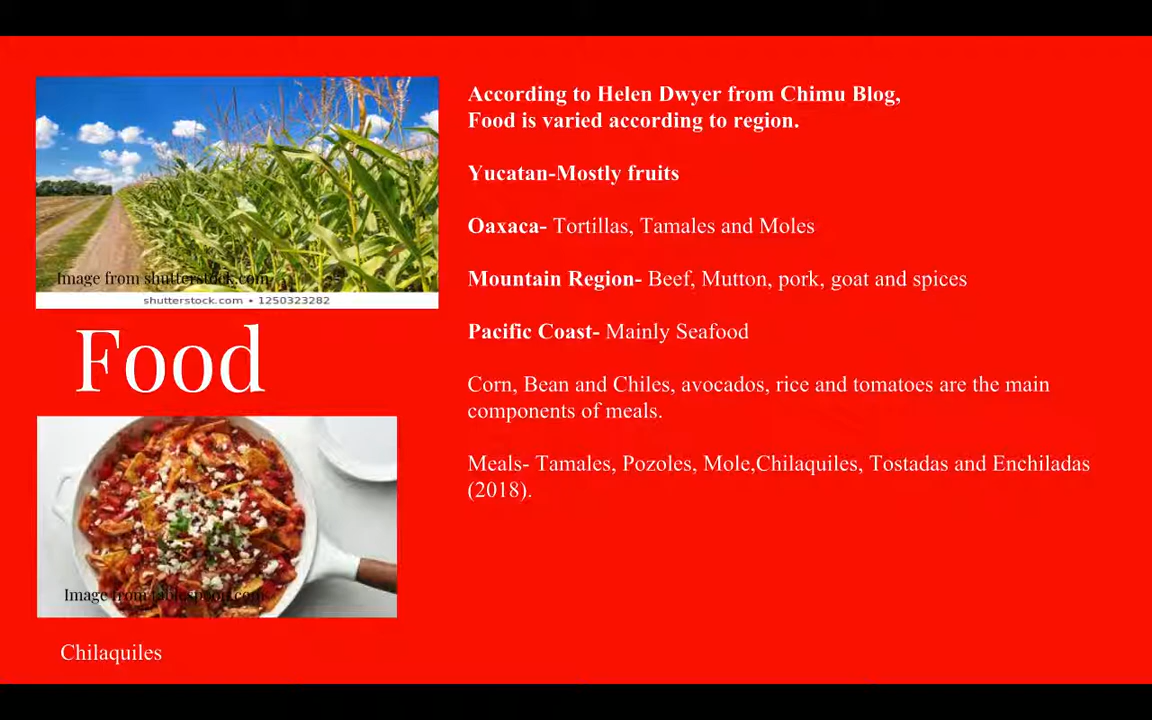 According to Helen Dwyer from Chimu Blog,
Food is varied according to region.
Yucatan-Mostly fruits
Oaxaca- Tortillas, Tamales and Moles
Mountain Region- Beef, Mutton, pork, goat and spices
Pacific Coast- Mainly Seafood
Corn, Bean and Chiles, avocados, rice and tomatoes are the main
components of meals.
Meals- Tamales, Pozoles, Mole,Chilaquiles, Tostadas and Enchiladas
(2018).
Image from shutterstock.com
shutterstock.com • 1250323282
Food
Image from tablespoon.com
Chilaquiles